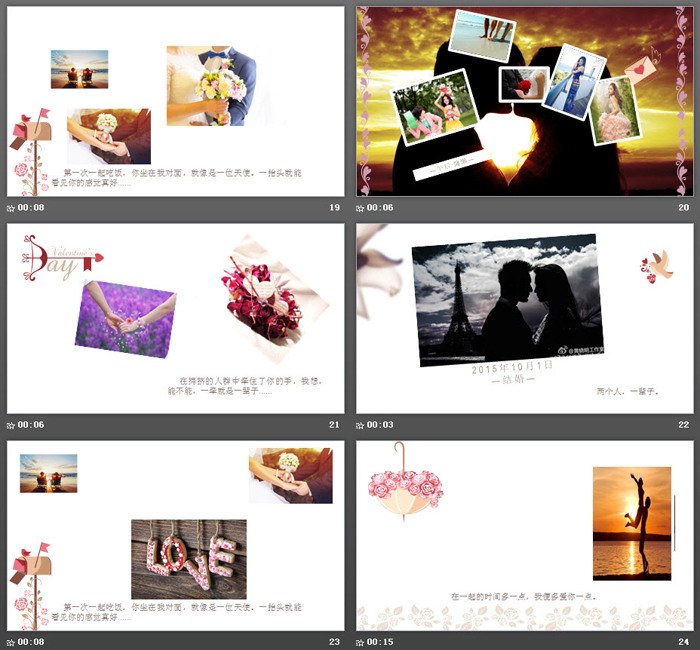 第一次一起吃饭，你坐在我对面，就像是一位天使。一抬头就能
看见你的感觉真好……
00:08
19
00:06
20
Valentine's
Day
在拥挤的人群中牵住了你的手，我想，
能不能，一牵就是一辈子……
00:06
21
2015年10月1日
—结婚—
两个人，一辈子。
00:03
22
LOVE
第一次一起吃饭，你坐在我对面，就像是一位天使。一抬头就能
看见你的感觉真好……
00:08
23
在一起的时间多一点，我便多爱你一点。
00:15
24